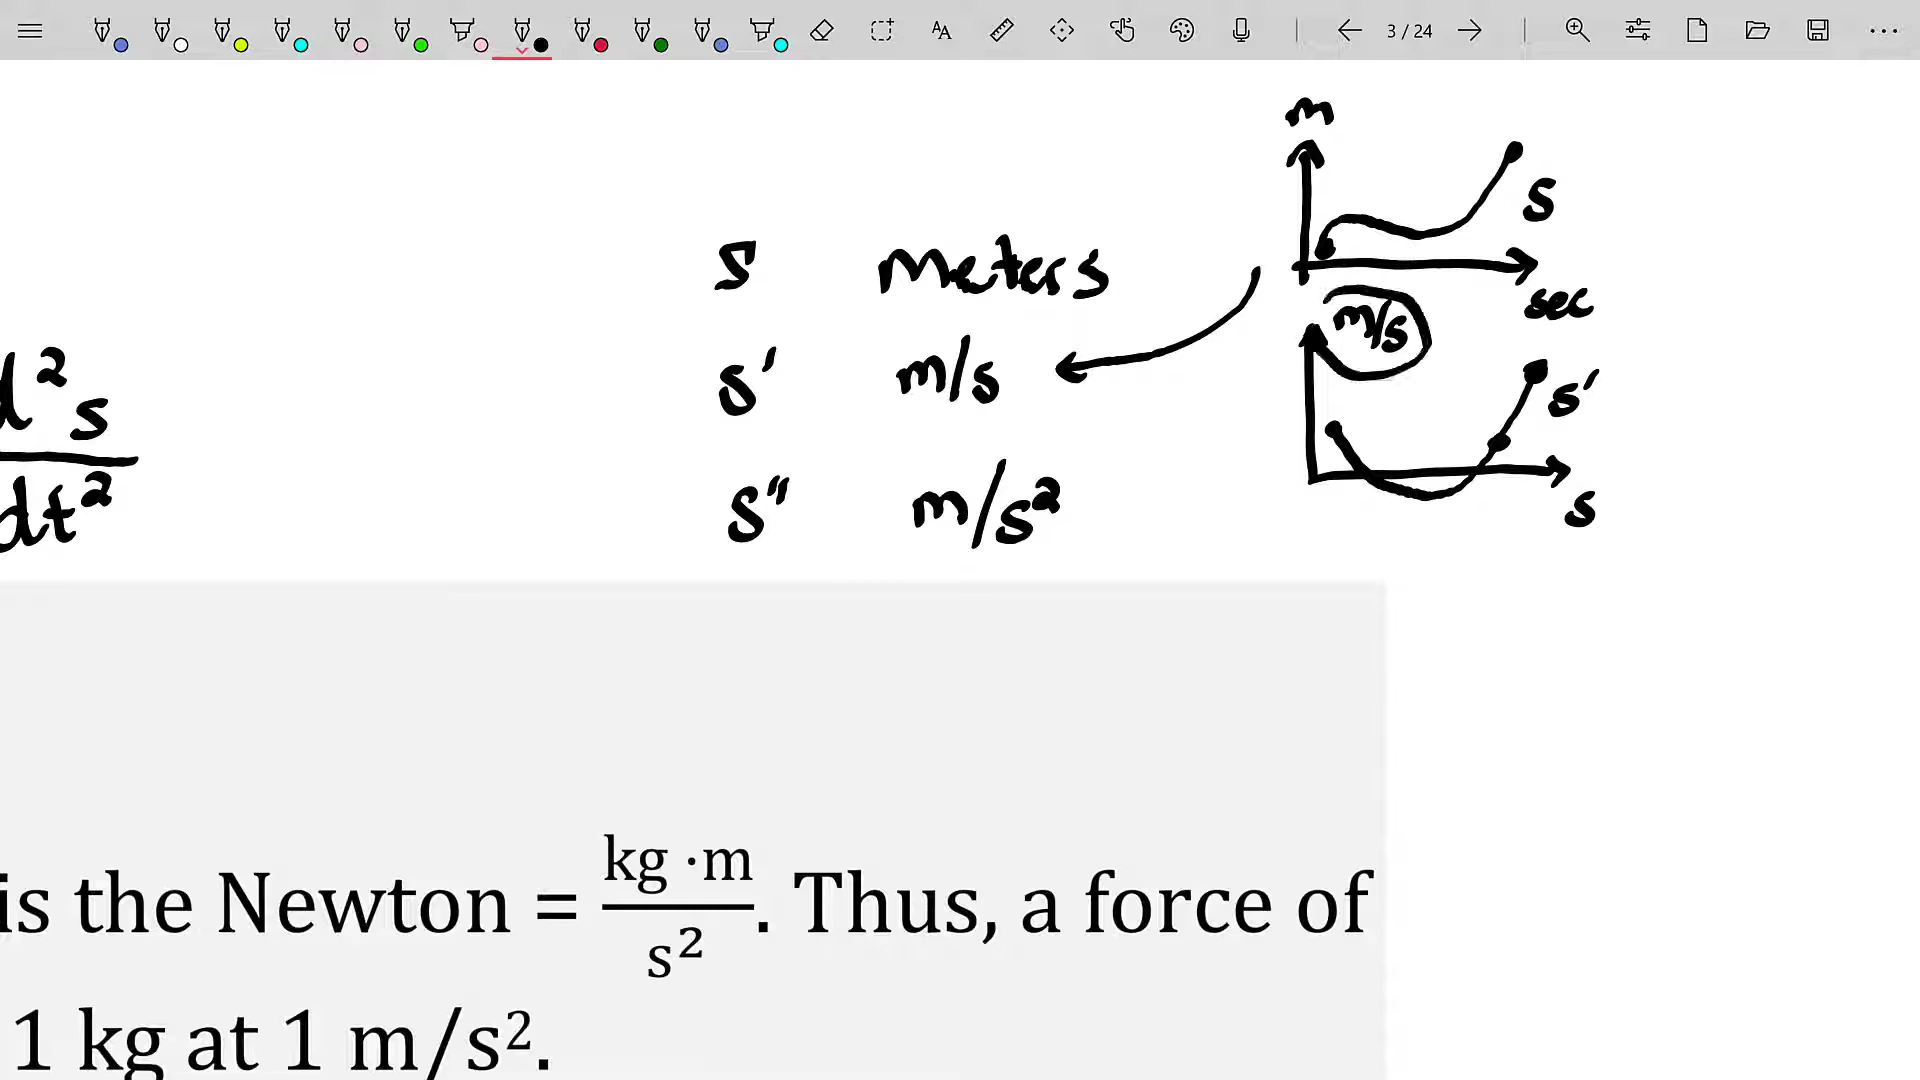 3 / 24
m
s
sec
s meters
m/s
s' m/s
s'
s
s" m/s²
d²s
dt²
is the Newton = kg·m/s². Thus, a force of
1 kg at 1 m/s².